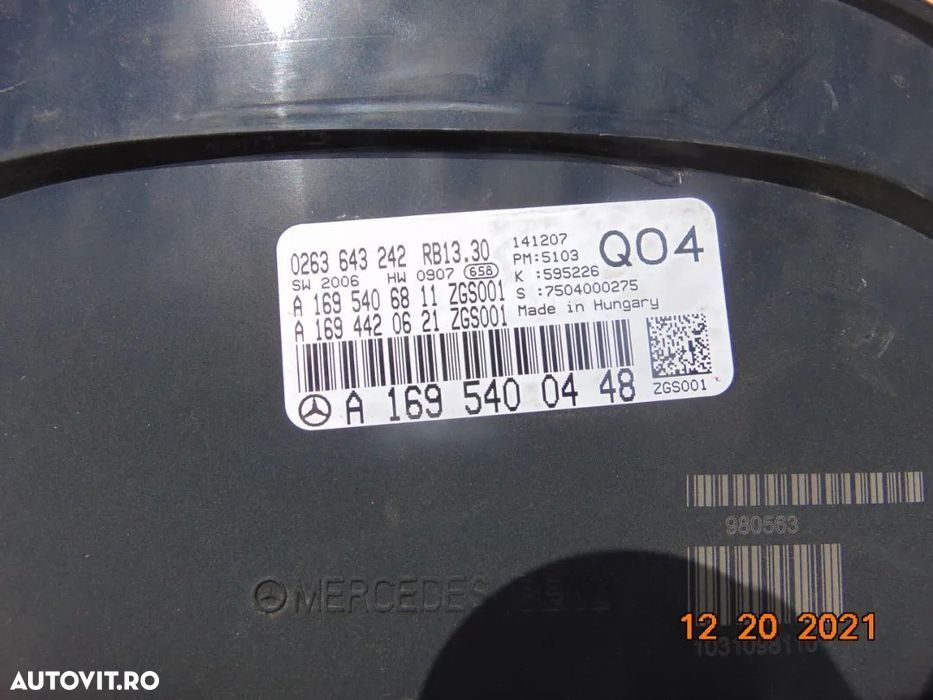 0263 643 242 RB13.30
SW 2006 HW 0907 658
A 169 540 68 11 ZGS001
A 169 442 06 21 ZGS001
141207
PM:5103
K :595226
S :7504000275
Made in Hungary
Q04
ZGS001
A 169 540 04 48
980563
MERCEDES
12 20 2021
AUTOVIT.RO